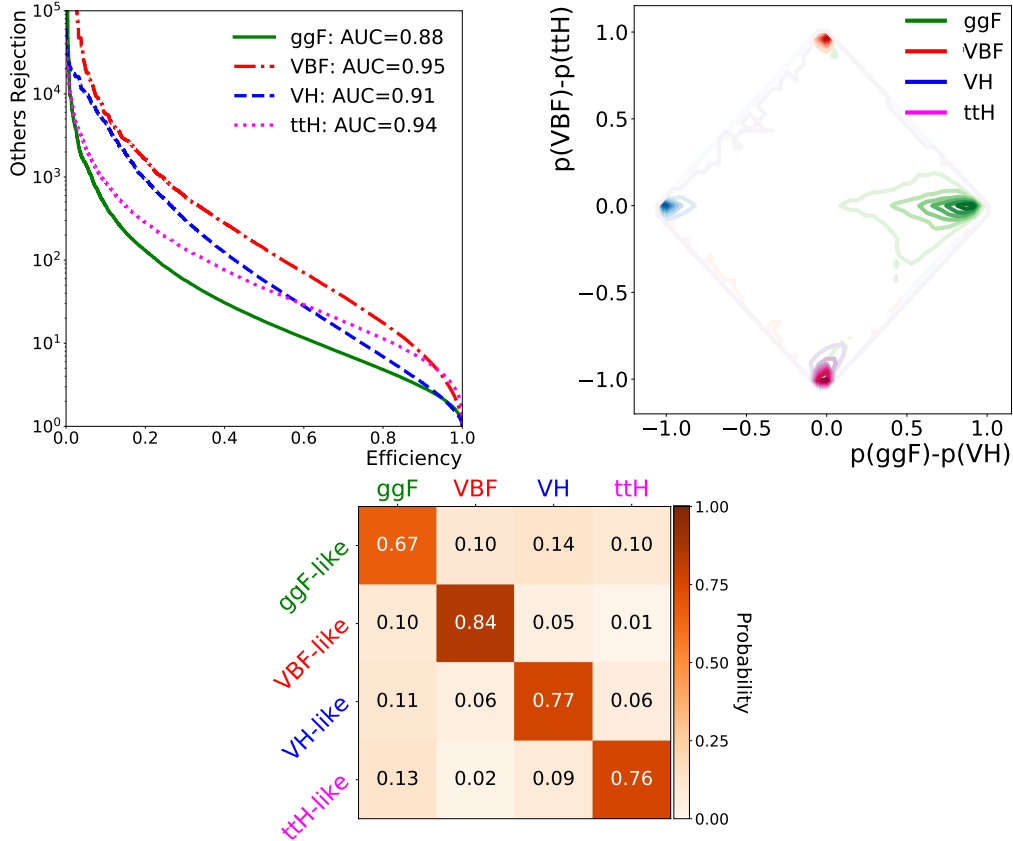 Others Rejection
10^5
10^4
10^3
10^2
10^1
10^0
0.0 0.2 0.4 0.6 0.8 1.0
Efficiency
ggF: AUC=0.88
VBF: AUC=0.95
VH: AUC=0.91
ttH: AUC=0.94
p(VBF)-p(ttH)
1.0
0.5
0.0
−0.5
−1.0
−1.0 −0.5 0.0 0.5 1.0
p(ggF)-p(VH)
ggF
VBF
VH
ttH
ggF VBF VH ttH
ggF-like 0.67 0.10 0.14 0.10
VBF-like 0.10 0.84 0.05 0.01
VH-like 0.11 0.06 0.77 0.06
ttH-like 0.13 0.02 0.09 0.76
1.00
0.75
0.50
0.25
0.00
Probability